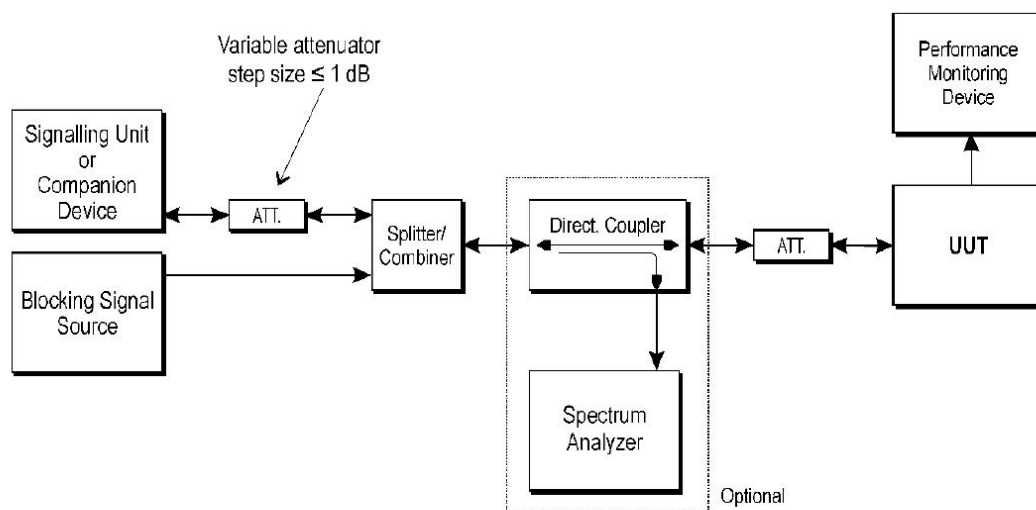 Variable attenuator
step size ≤ 1 dB
Performance
Monitoring
Device
Signalling Unit
or
Companion
Device
ATT.
Splitter/
Combiner
Direct. Coupler
ATT.
UUT
Blocking Signal
Source
Spectrum
Analyzer
Optional